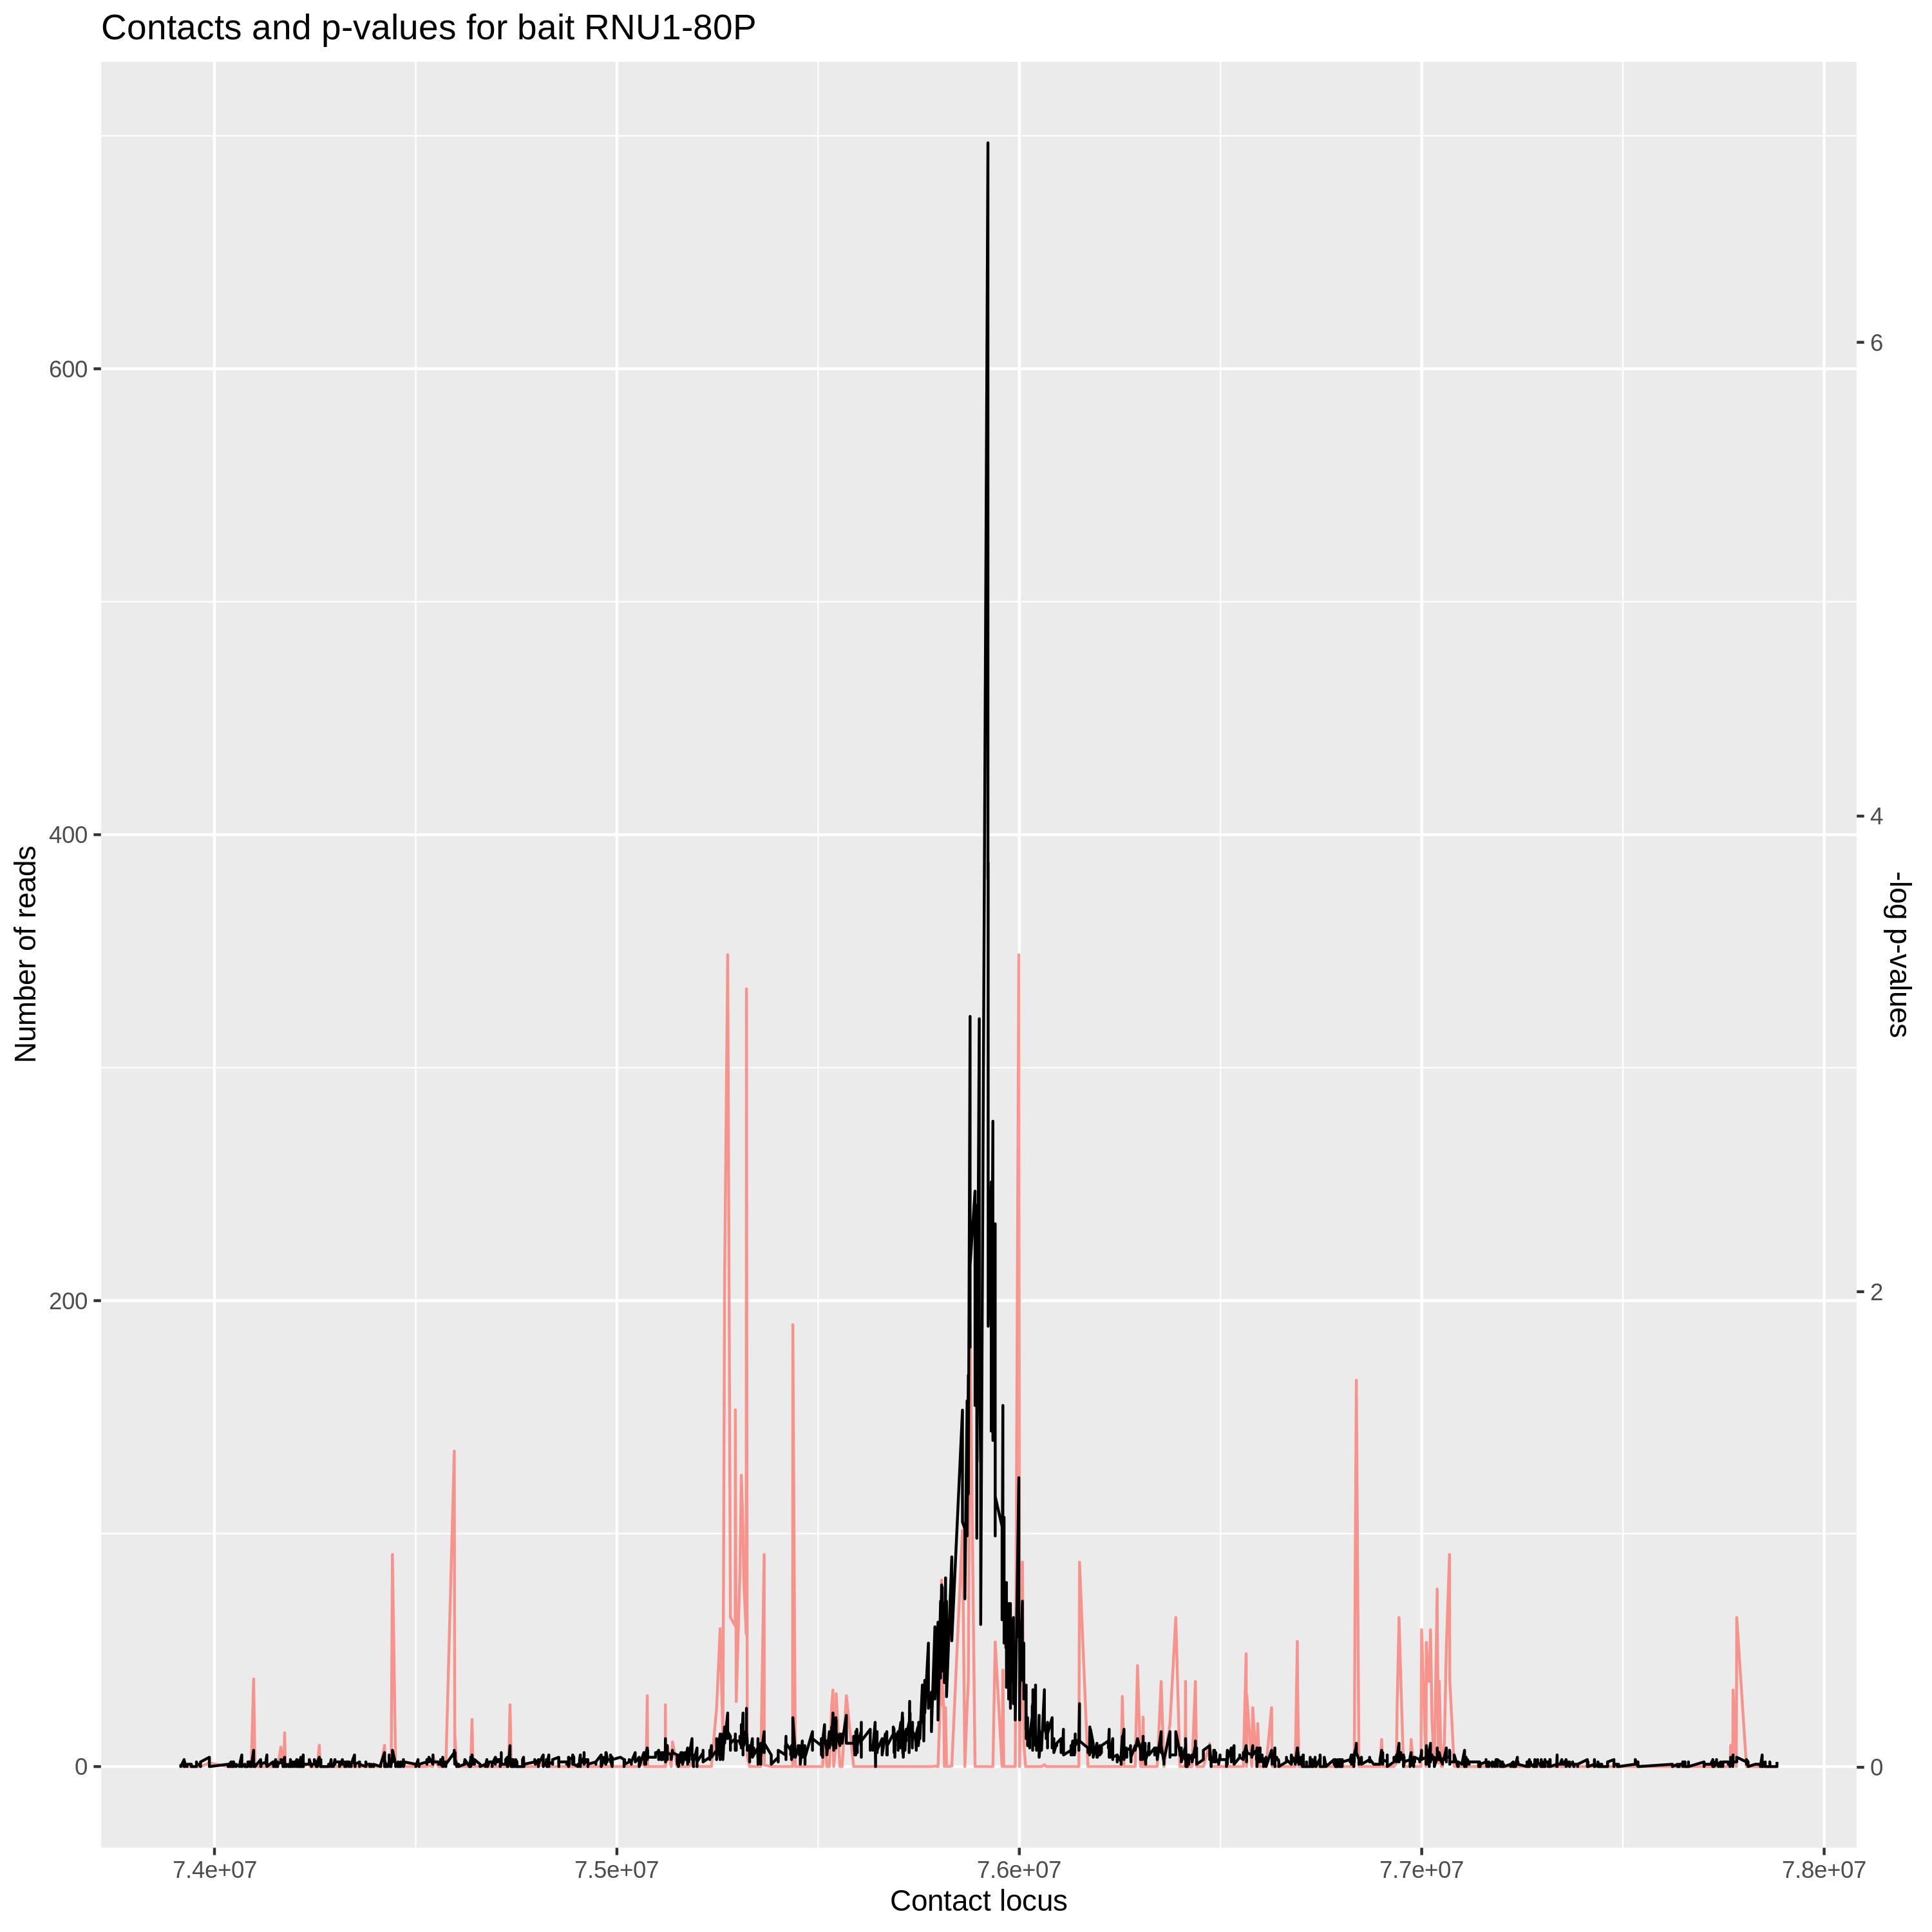 Contacts and p-values for bait RNU1-80P
Number of reads
600
400
200
0
6
4
2
0
-log p-values
7.4e+07
7.5e+07
7.6e+07
7.7e+07
7.8e+07
Contact locus